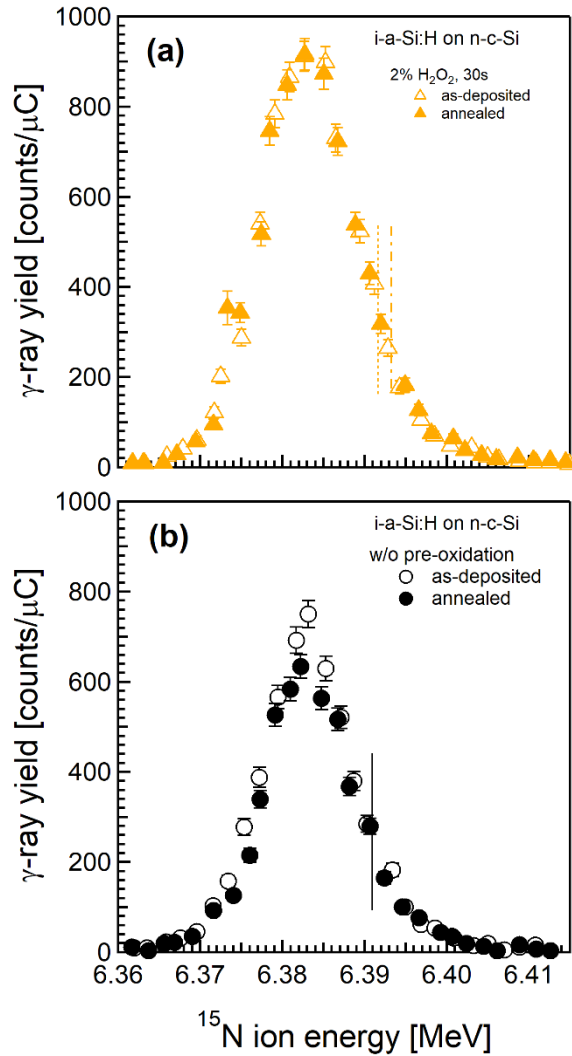 1000
800
600
400
200
0
γ-ray yield [counts/μC]
(a)
i-a-Si:H on n-c-Si
2% H₂O₂, 30s
as-deposited
annealed
1000
800
600
400
200
0
γ-ray yield [counts/μC]
(b)
i-a-Si:H on n-c-Si
w/o pre-oxidation
as-deposited
annealed
6.36 6.37 6.38 6.39 6.40 6.41
¹⁵N ion energy [MeV]